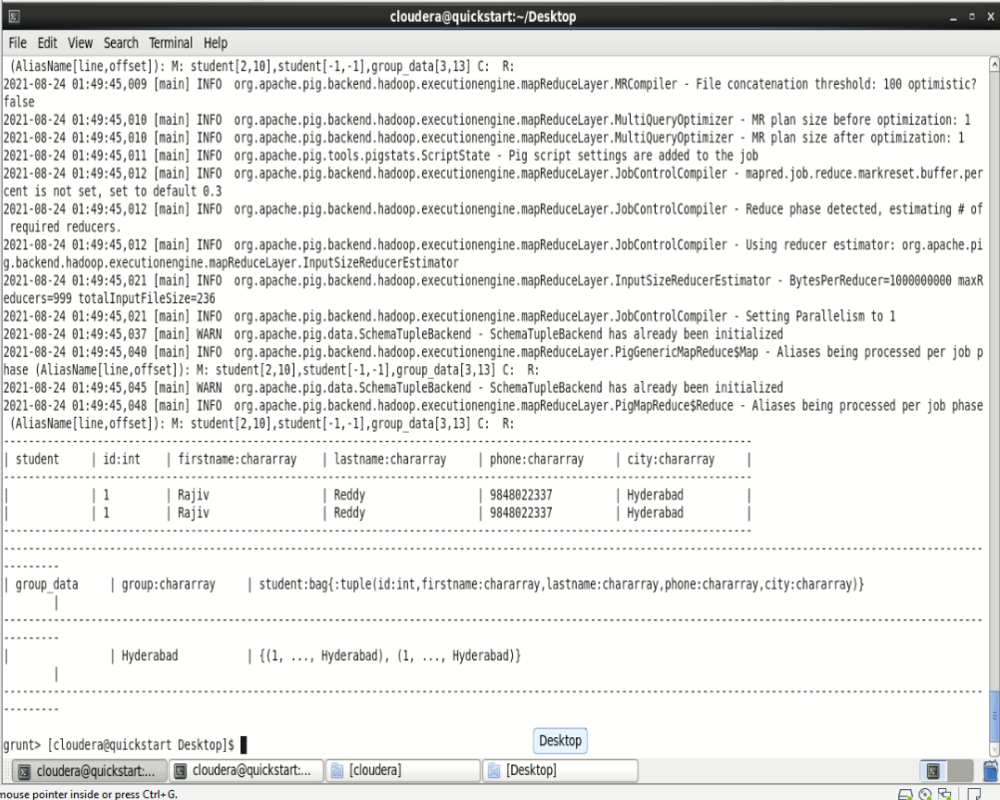 cloudera@quickstart:~/Desktop
File Edit View Search Terminal Help
(AliasName[line,offset]): M: student[2,10],student[-1,-1],group_data[3,13] C:  R:
2021-08-24 01:49:45,009 [main] INFO  org.apache.pig.backend.hadoop.executionengine.mapReduceLayer.MRCompiler - File concatenation threshold: 100 optimistic?
false
2021-08-24 01:49:45,010 [main] INFO  org.apache.pig.backend.hadoop.executionengine.mapReduceLayer.MultiQueryOptimizer - MR plan size before optimization: 1
2021-08-24 01:49:45,010 [main] INFO  org.apache.pig.backend.hadoop.executionengine.mapReduceLayer.MultiQueryOptimizer - MR plan size after optimization: 1
2021-08-24 01:49:45,011 [main] INFO  org.apache.pig.tools.pigstats.ScriptState - Pig script settings are added to the job
2021-08-24 01:49:45,012 [main] INFO  org.apache.pig.backend.hadoop.executionengine.mapReduceLayer.JobControlCompiler - mapred.job.reduce.markreset.buffer.per
cent is not set, set to default 0.3
2021-08-24 01:49:45,012 [main] INFO  org.apache.pig.backend.hadoop.executionengine.mapReduceLayer.JobControlCompiler - Reduce phase detected, estimating # of
required reducers.
2021-08-24 01:49:45,012 [main] INFO  org.apache.pig.backend.hadoop.executionengine.mapReduceLayer.JobControlCompiler - Using reducer estimator: org.apache.pi
g.backend.hadoop.executionengine.mapReduceLayer.InputSizeReducerEstimator
2021-08-24 01:49:45,021 [main] INFO  org.apache.pig.backend.hadoop.executionengine.mapReduceLayer.InputSizeReducerEstimator - BytesPerReducer=1000000000 maxR
educers=999 totalInputFileSize=236
2021-08-24 01:49:45,021 [main] INFO  org.apache.pig.backend.hadoop.executionengine.mapReduceLayer.JobControlCompiler - Setting Parallelism to 1
2021-08-24 01:49:45,037 [main] WARN  org.apache.pig.data.SchemaTupleBackend - SchemaTupleBackend has already been initialized
2021-08-24 01:49:45,040 [main] INFO  org.apache.pig.backend.hadoop.executionengine.mapReduceLayer.PigGenericMapReduce$Map - Aliases being processed per job p
hase (AliasName[line,offset]): M: student[2,10],student[-1,-1],group_data[3,13] C:  R:
2021-08-24 01:49:45,045 [main] WARN  org.apache.pig.data.SchemaTupleBackend - SchemaTupleBackend has already been initialized
2021-08-24 01:49:45,048 [main] INFO  org.apache.pig.backend.hadoop.executionengine.mapReduceLayer.PigMapReduce$Reduce - Aliases being processed per job phase
(AliasName[line,offset]): M: student[2,10],student[-1,-1],group_data[3,13] C:  R:
| student | id:int | firstname:chararray | lastname:chararray | phone:chararray | city:chararray |
| | 1 | Rajiv | Reddy | 9848022337 | Hyderabad |
| | 1 | Rajiv | Reddy | 9848022337 | Hyderabad |
| group_data | group:chararray | student:bag{:tuple(id:int,firstname:chararray,lastname:chararray,phone:chararray,city:chararray)}
|
| | Hyderabad | {(1, ..., Hyderabad), (1, ..., Hyderabad)}
|
grunt> [cloudera@quickstart Desktop]$
Desktop
cloudera@quickstart:... cloudera@quickstart:... [cloudera] [Desktop]
mouse pointer inside or press Ctrl+G.